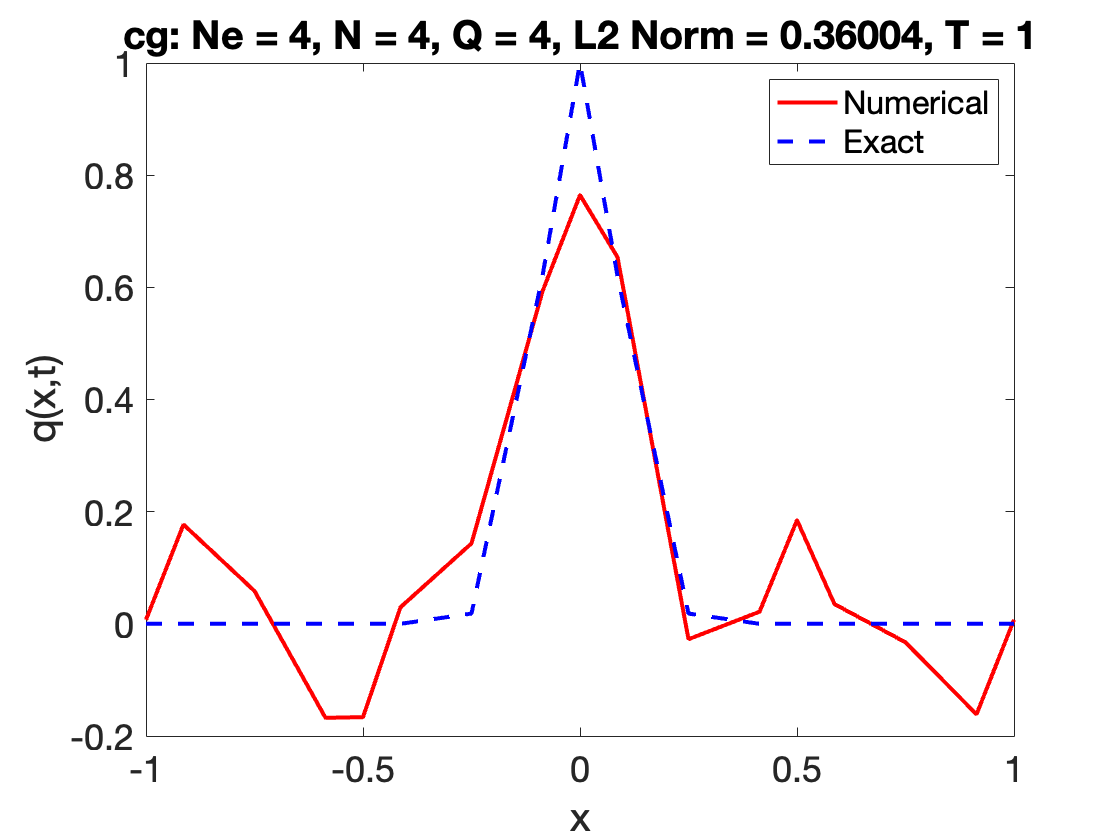 cg: Ne = 4, N = 4, Q = 4, L2 Norm = 0.36004, T = 1
Numerical
Exact
q(x,t)
1
0.8
0.6
0.4
0.2
0
-0.2
-1
-0.5
0
0.5
1
x